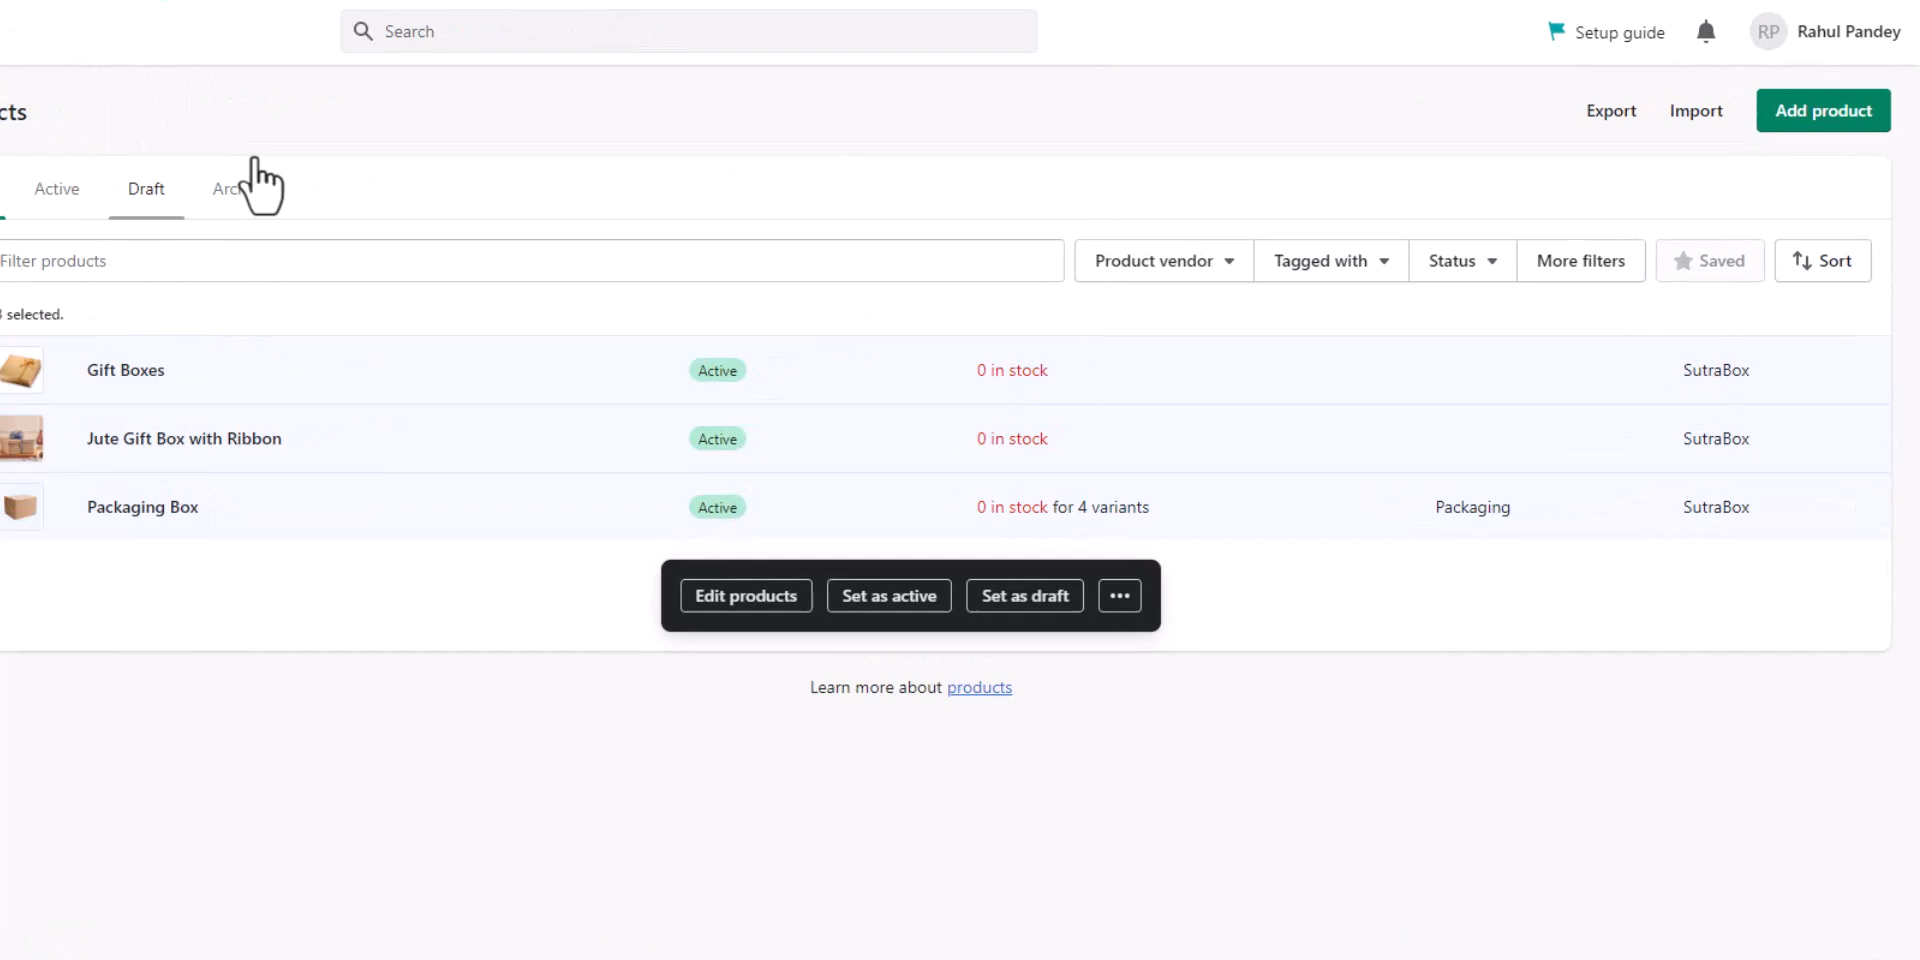 Search
Setup guide
RP
Rahul Pandey
cts
Export
Import
Add product
Active
Draft
Filter products
Product vendor
Tagged with
Status
More filters
Saved
Sort
selected.
Gift Boxes
Active
0 in stock
SutraBox
Jute Gift Box with Ribbon
Active
0 in stock
SutraBox
Packaging Box
Active
0 in stock for 4 variants
Packaging
SutraBox
Edit products
Set as active
Set as draft
Learn more about products